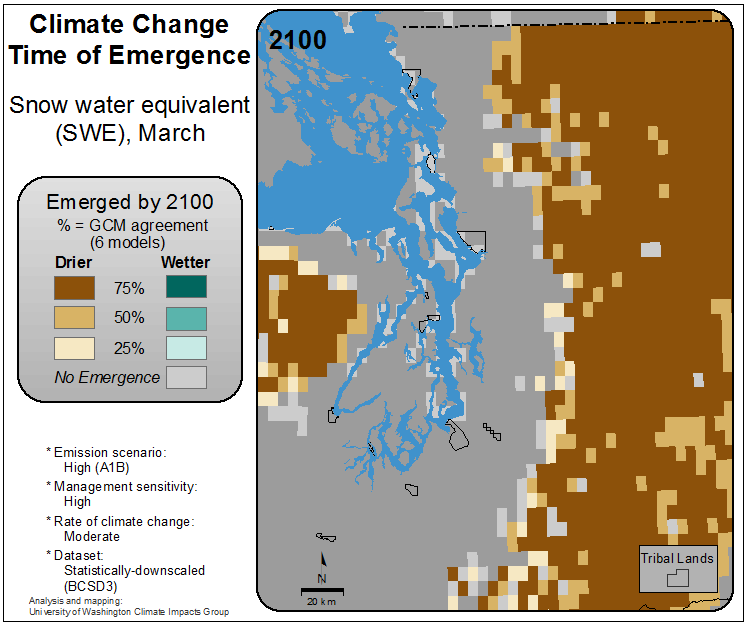 Climate Change
Time of Emergence
Snow water equivalent
(SWE), March
Emerged by 2100
% = GCM agreement
(6 models)
Drier Wetter
75%
50%
25%
No Emergence
* Emission scenario:
High (A1B)
* Management sensitivity:
High
* Rate of climate change:
Moderate
* Dataset:
Statistically-downscaled
(BCSD3)
Analysis and mapping:
University of Washington Climate Impacts Group
2100
N
20 km
Tribal Lands